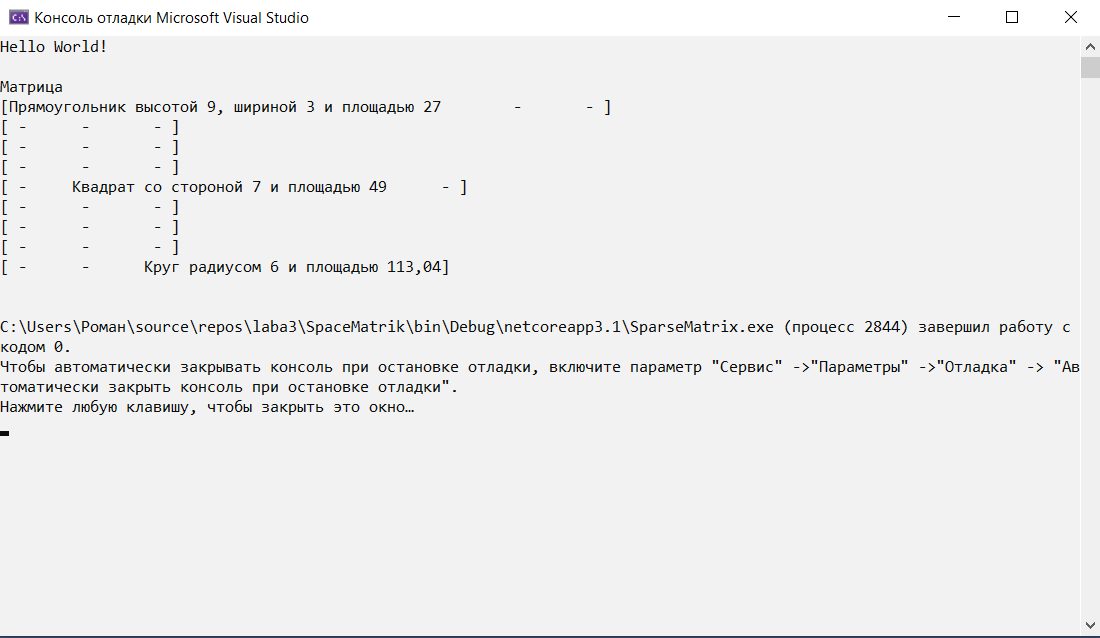 C:\ Консоль отладки Microsoft Visual Studio
Hello World!
Матрица
[Прямоугольник высотой 9, шириной 3 и площадью 27        -       - ]
[ -      -       - ]
[ -      -       - ]
[ -      -       - ]
[ -     Квадрат со стороной 7 и площадью 49      - ]
[ -      -       - ]
[ -      -       - ]
[ -      -       - ]
[ -      -      Круг радиусом 6 и площадью 113,04]
C:\Users\Роман\source\repos\laba3\SpaceMatrik\bin\Debug\netcoreapp3.1\SparseMatrix.exe (процесс 2844) завершил работу с
кодом 0.
Чтобы автоматически закрывать консоль при остановке отладки, включите параметр "Сервис" ->"Параметры" ->"Отладка" -> "Ав
томатически закрыть консоль при остановке отладки".
Нажмите любую клавишу, чтобы закрыть это окно…